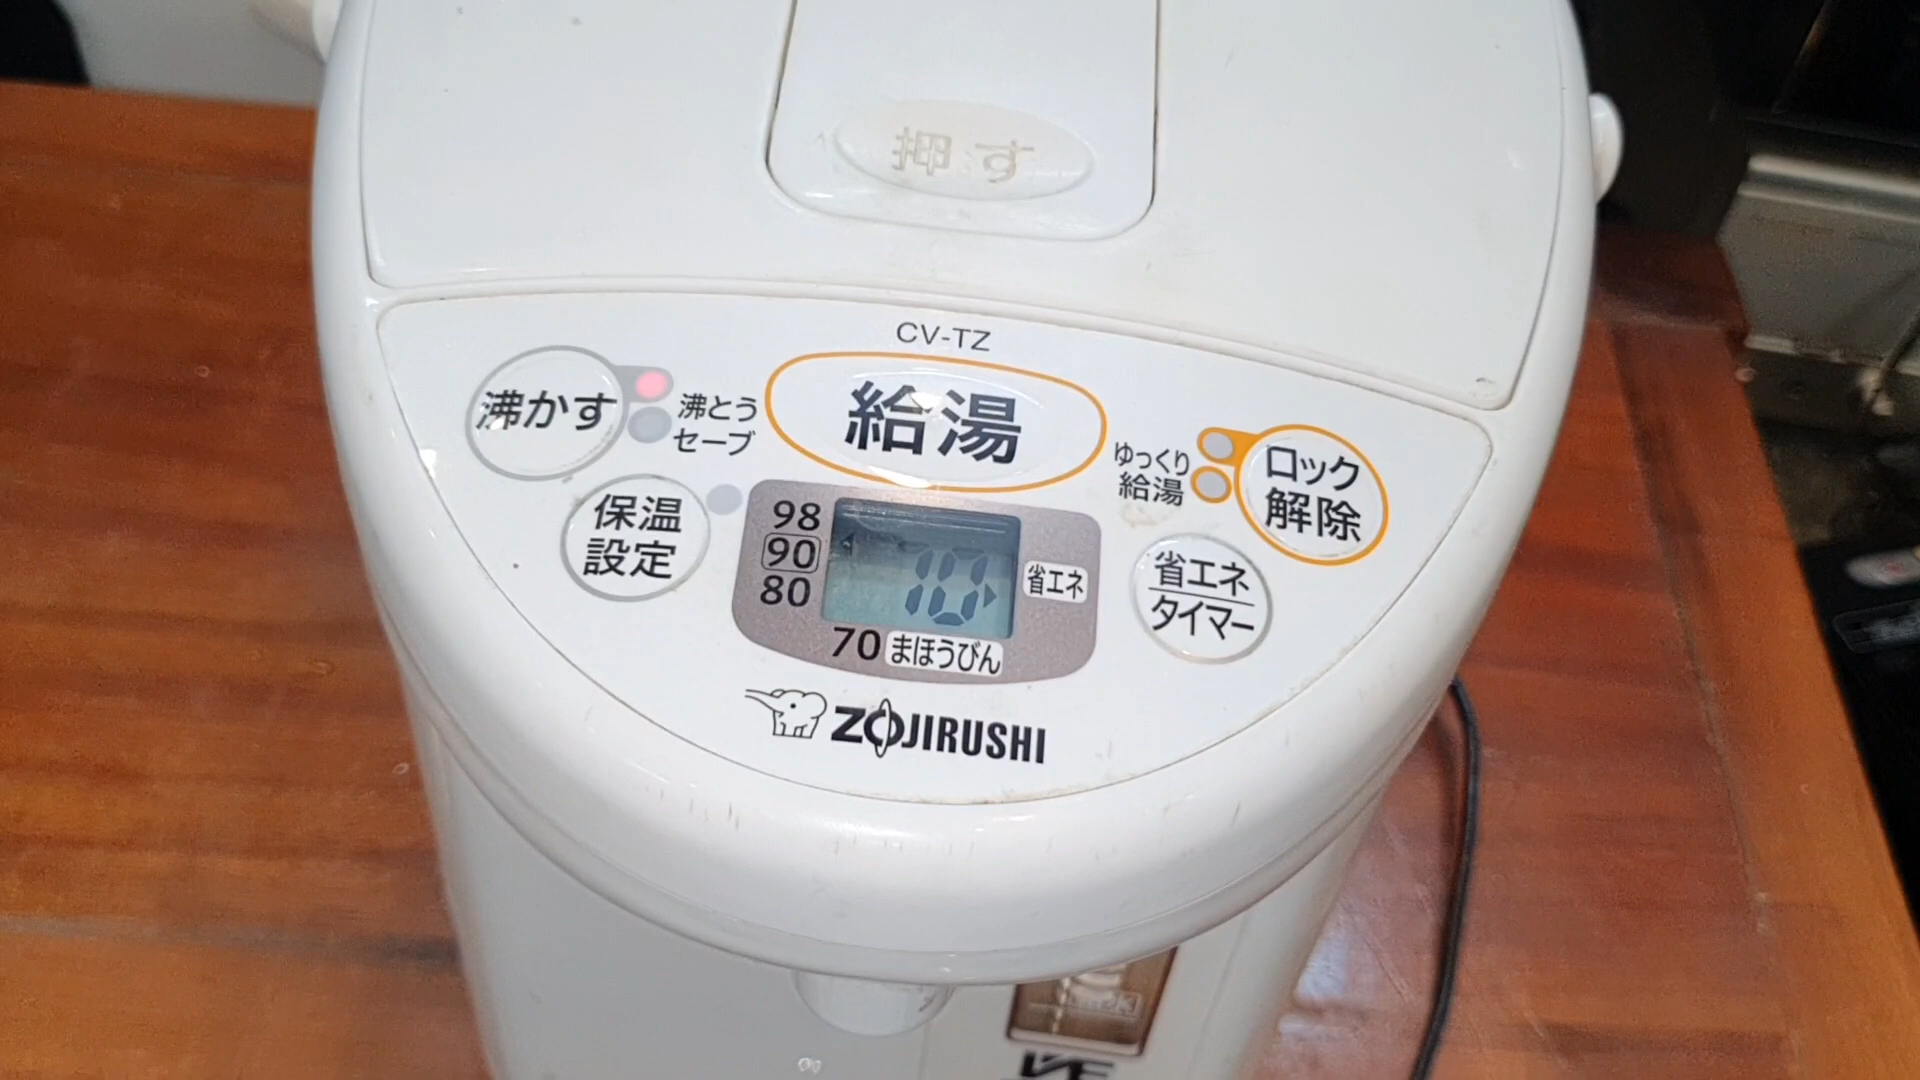 押す
CV-TZ
沸かす
沸とう
セーブ
給湯
ゆっくり
給湯
ロック
解除
保温
設定
98
90
80
10
省エネ
省エネ
タイマー
70 まほうびん
ZOJIRUSHI
VE